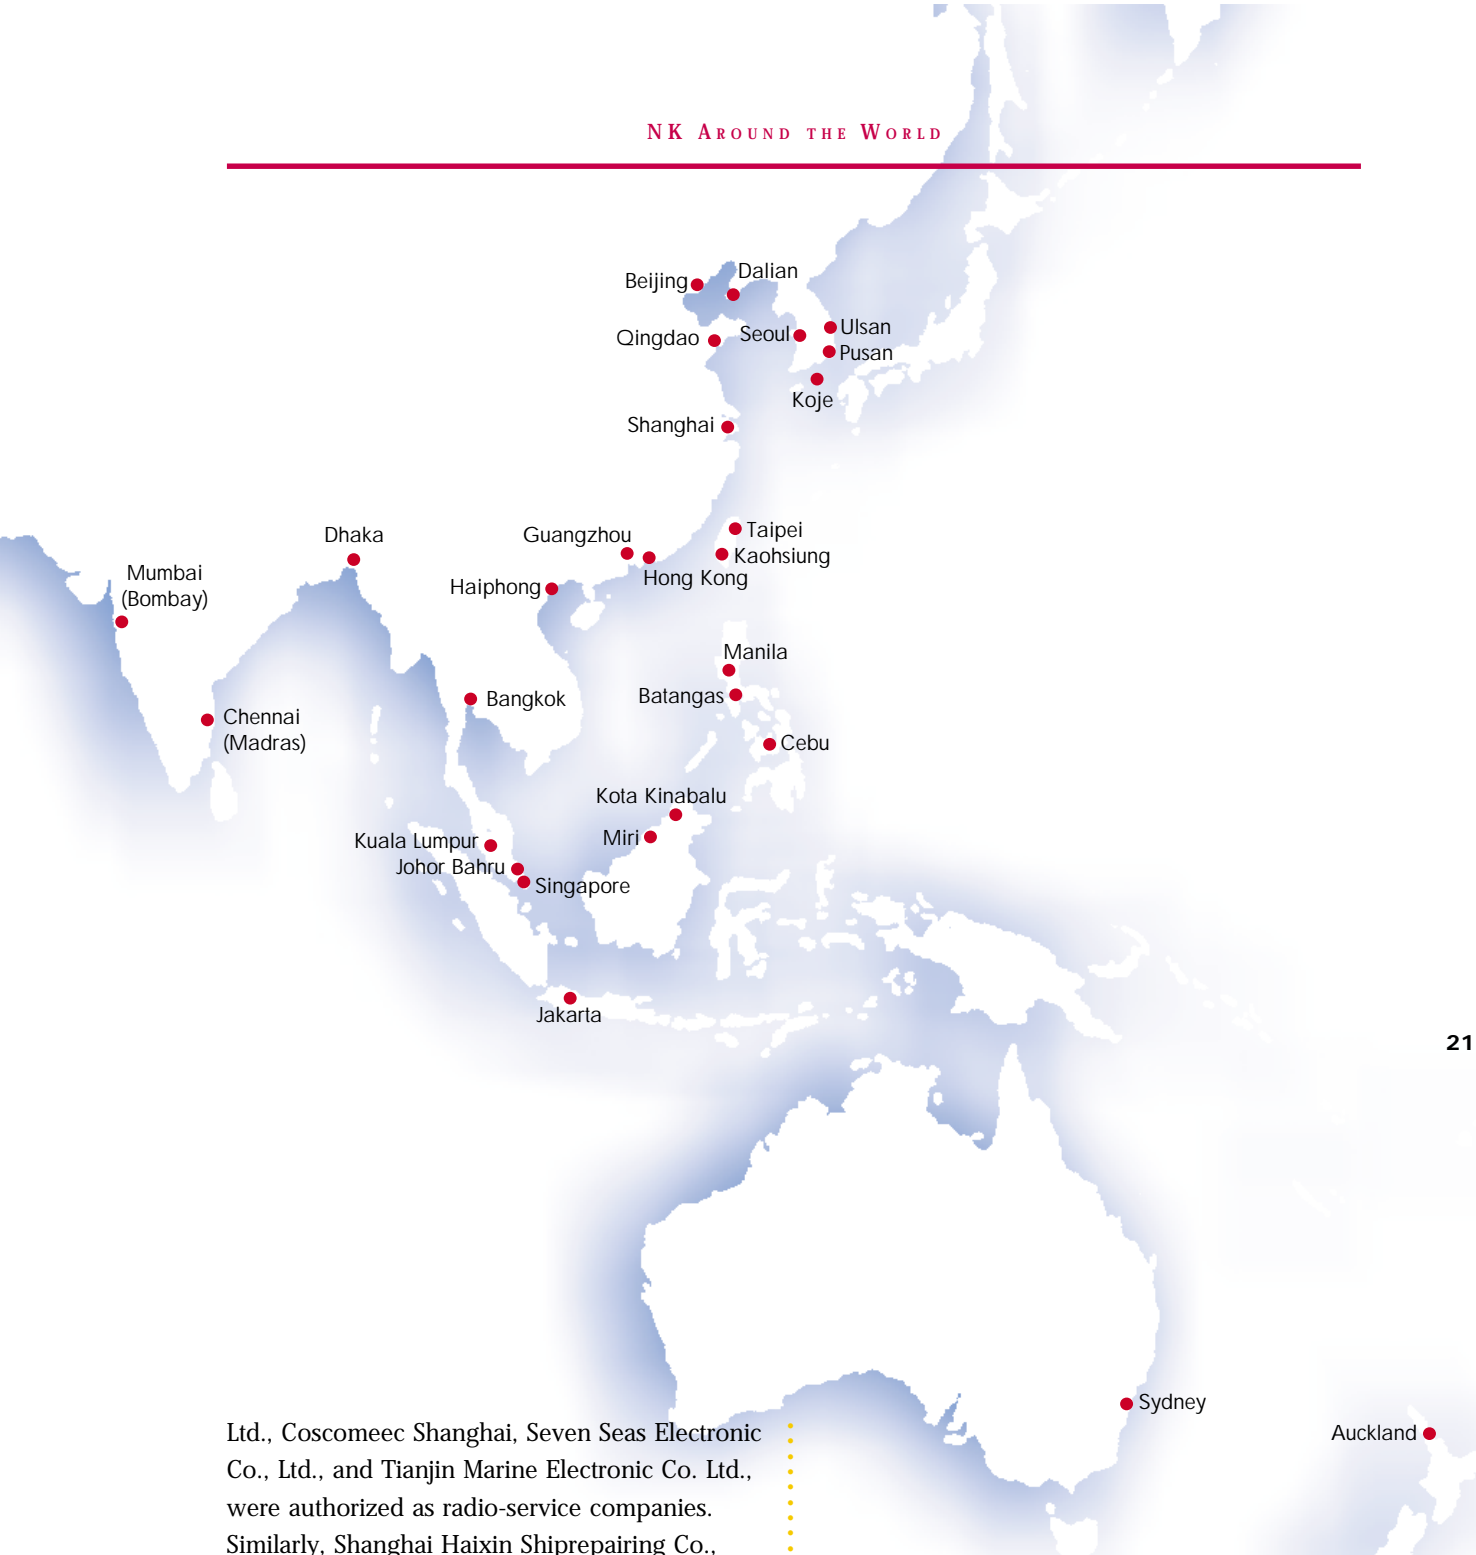 NK AROUND THE WORLD
Beijing
Dalian
Qingdao
Seoul
Ulsan
Pusan
Koje
Shanghai
Dhaka
Guangzhou
Taipei
Kaohsiung
Hong Kong
Mumbai
(Bombay)
Haiphong
Manila
Batangas
Bangkok
Chennai
(Madras)
Cebu
Kota Kinabalu
Miri
Kuala Lumpur
Johor Bahru
Singapore
Jakarta
21
Sydney
Auckland
Ltd., Coscomeec Shanghai, Seven Seas Electronic
Co., Ltd., and Tianjin Marine Electronic Co. Ltd.,
were authorized as radio-service companies.
Similarly, Shanghai Haixin Shiprepairing Co.,